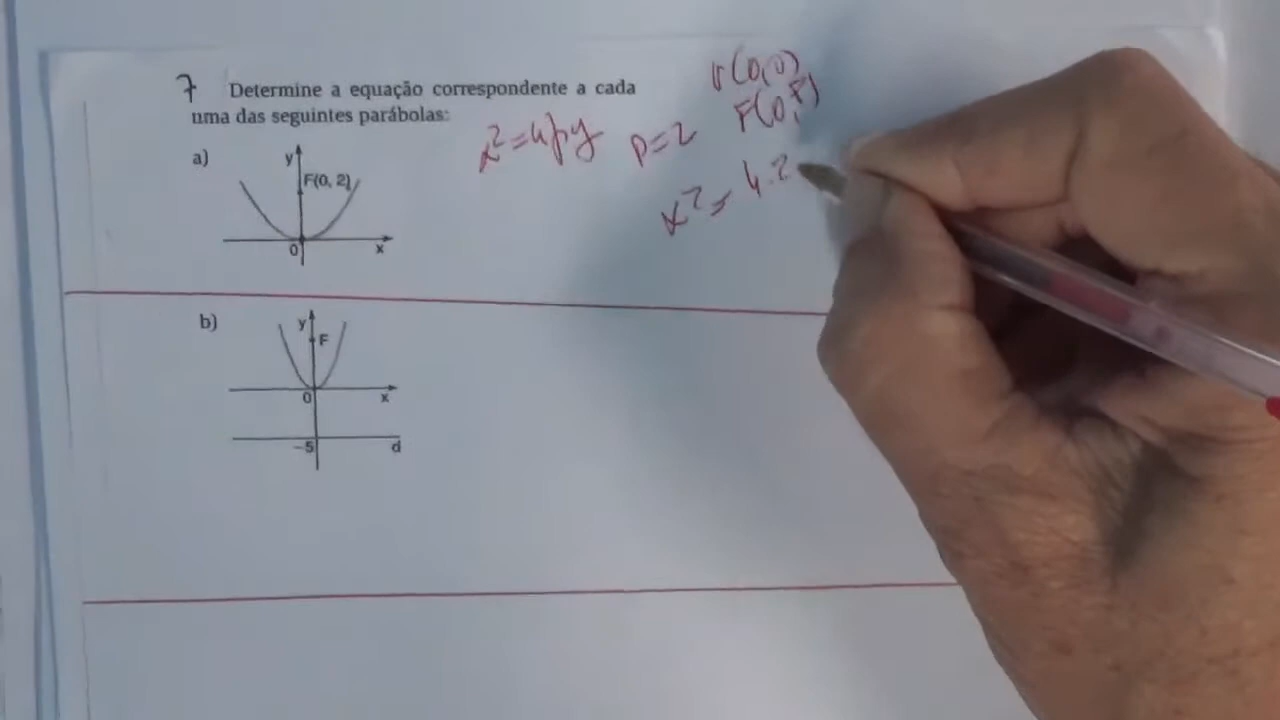 7 Determine a equação correspondente a cada
uma das seguintes parábolas:
V(0,0)
F(0,P)
x²=4py P=2
x²=4.2
a)
y
F(0, 2)
0 x
b)
y
F
0 x
-5 d